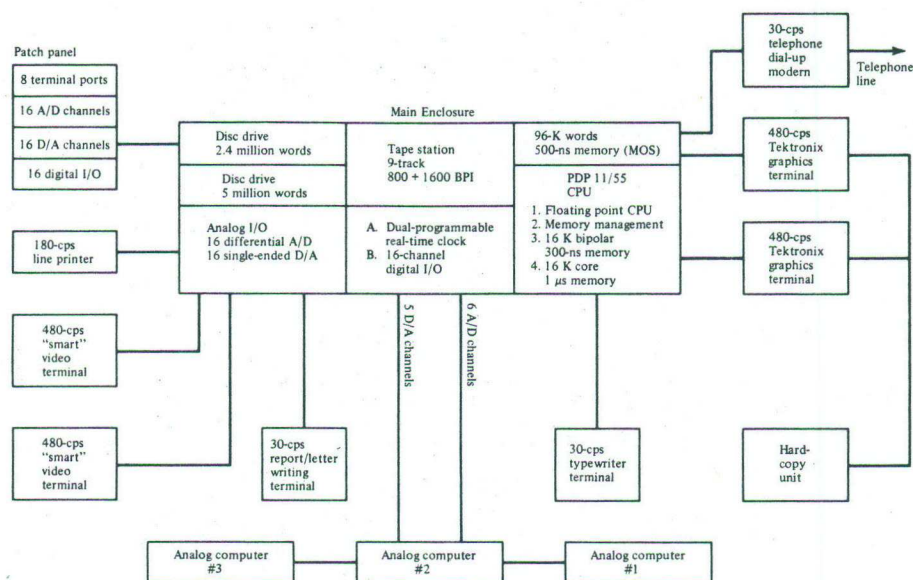 Patch panel
8 terminal ports
16 A/D channels
16 D/A channels
16 digital I/O
180-cps
line printer
480-cps
"smart"
video
terminal
480-cps
"smart"
video
terminal
Main Enclosure
Disc drive
2.4 million words
Disc drive
5 million words
Analog I/O
16 differential A/D
16 single-ended D/A
Tape station
9-track
800 + 1600 BPI
A. Dual-programmable
real-time clock
B. 16-channel
digital I/O
96-K words
500-ns memory (MOS)
PDP 11/55
CPU
1. Floating point CPU
2. Memory management
3. 16 K bipolar
300-ns memory
4. 16 K core
1 μs memory
30-cps
telephone
dial-up
modern
Telephone
line
480-cps
Tektronix
graphics
terminal
480-cps
Tektronix
graphics
terminal
5 D/A channels
6 A/D channels
30-cps
report/letter
writing
terminal
30-cps
typewriter
terminal
Hard-
copy
unit
Analog computer
#3
Analog computer
#2
Analog computer
#1